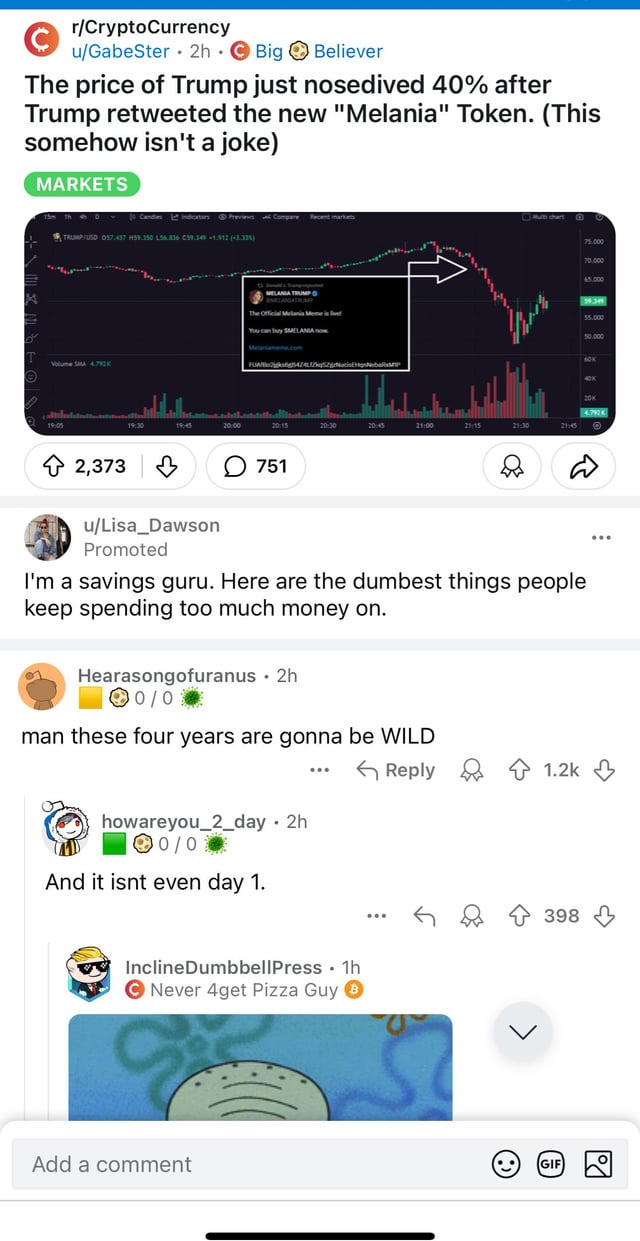 r/CryptoCurrency
u/GabeSter • 2h • Big Believer
The price of Trump just nosedived 40% after
Trump retweeted the new "Melania" Token. (This
somehow isn't a joke)
MARKETS
15m 1h 4h D Candles Indicators Previews Compare Recent markets Multi chart
TRUMP/USD O57.437 H59.350 L56.836 C59.349 +1.912 (+3.33%)
75.000
70.000
65.000
59.349
55.000
50.000
Donald J. Trump reposted
MELANIA TRUMP
@MELANIATRUMP
The Official Melania Meme is live!
You can buy $MELANIA now.
Melaniameme.com
Volume SMA 4.792K
60K
40K
20K
4.792K
19:05 19:30 19:45 20:00 20:15 20:30 20:45 21:00 21:15 21:30 21:45
2,373 751
u/Lisa_Dawson
Promoted
I'm a savings guru. Here are the dumbest things people
keep spending too much money on.
Hearasongofuranus • 2h
0 / 0
man these four years are gonna be WILD
Reply 1.2k
howareyou_2_day • 2h
0 / 0
And it isnt even day 1.
398
InclineDumbbellPress • 1h
Never 4get Pizza Guy
Add a comment
GIF